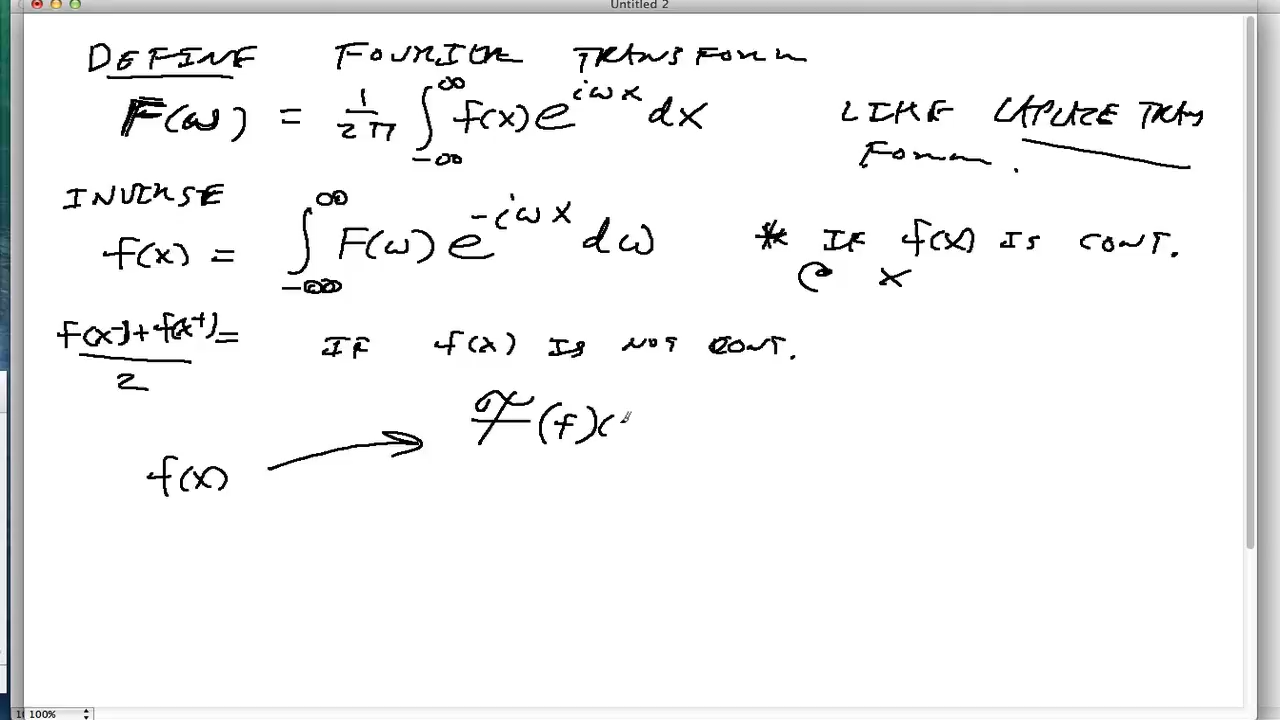 Untitled 2
DEFINE FOURIER TRANSFORM
F(ω) = 1/2π ∫_{-∞}^{∞} f(x) e^{iωx} dx
LIKE LAPLACE TRANS
FORM.
INVERSE
f(x) = ∫_{-∞}^{∞} F(ω) e^{-iωx} dω
* IF f(x) IS CONT.
@ x
(f(x⁻) + f(x⁺))/2 = IF f(x) IS NOT CONT.
ℱ(f)(
f(x) →
100%